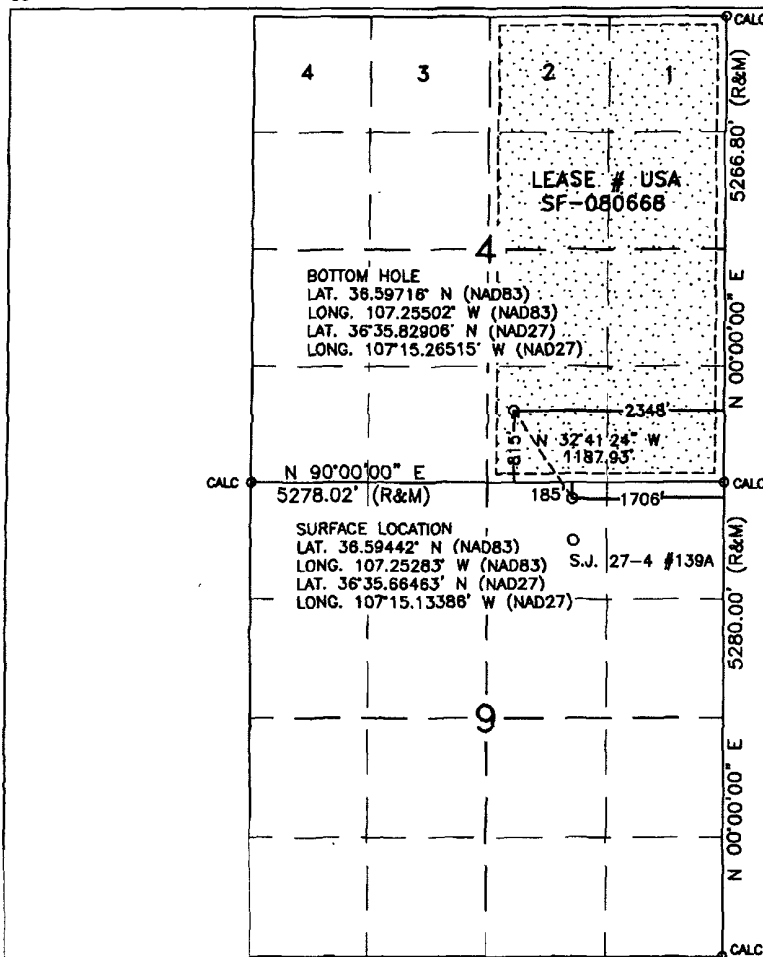 CALC
4
3
2
1
5266.80' (R&M)
LEASE # USA
SF-080668
4
BOTTOM HOLE
LAT. 36.59716° N (NAD83)
LONG. 107.25502° W (NAD83)
LAT. 36°35.82906' N (NAD27)
LONG. 107°15.26515' W (NAD27)
N 00°00'00" E
2348'
815'
N 32°41'24" W
1187.93'
CALC
N 90°00'00" E
5278.02' (R&M)
185'
1706'
CALC
SURFACE LOCATION
LAT. 36.59442° N (NAD83)
LONG. 107.25283° W (NAD83)
LAT. 36°35.66463' N (NAD27)
LONG. 107°15.13386' W (NAD27)
S.J. 27-4 #139A
5280.00' (R&M)
9
N 00°00'00" E
CALC